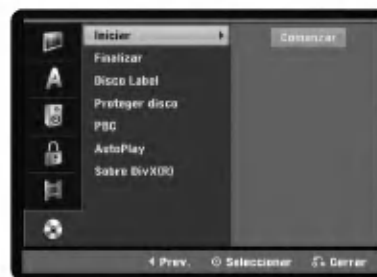 Iniciar
Comenzar
Finalizar
Disco Label
Proteger disco
PBC
AutoPlay
Sobre DivX(R)
Prev.
Seleccionar
Cerrar